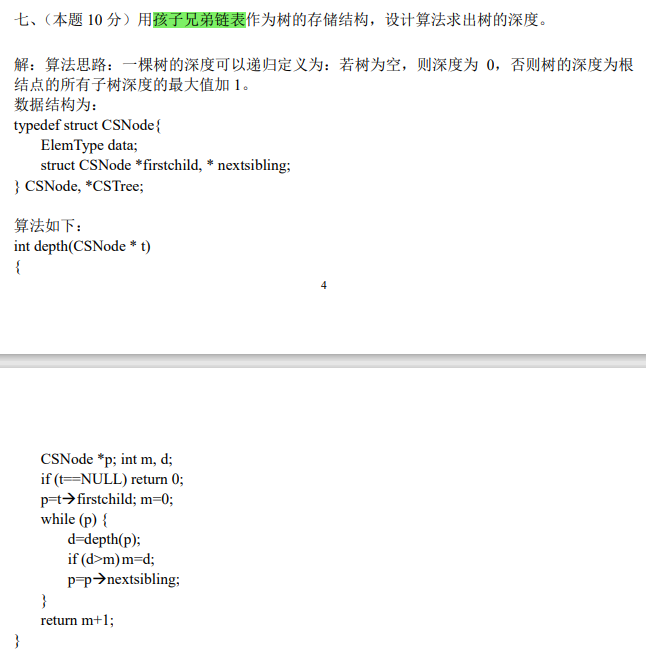 七、（本题 10 分）用孩子兄弟链表作为树的存储结构，设计算法求出树的深度。
解：算法思路：一棵树的深度可以递归定义为：若树为空，则深度为 0，否则树的深度为根
结点的所有子树深度的最大值加 1。
数据结构为：
typedef struct CSNode{
ElemType data;
struct CSNode *firstchild, * nextsibling;
} CSNode, *CSTree;
算法如下：
int depth(CSNode * t)
{
4
CSNode *p; int m, d;
if (t==NULL) return 0;
p=t→firstchild; m=0;
while (p) {
d=depth(p);
if (d>m) m=d;
p=p→nextsibling;
}
return m+1;
}